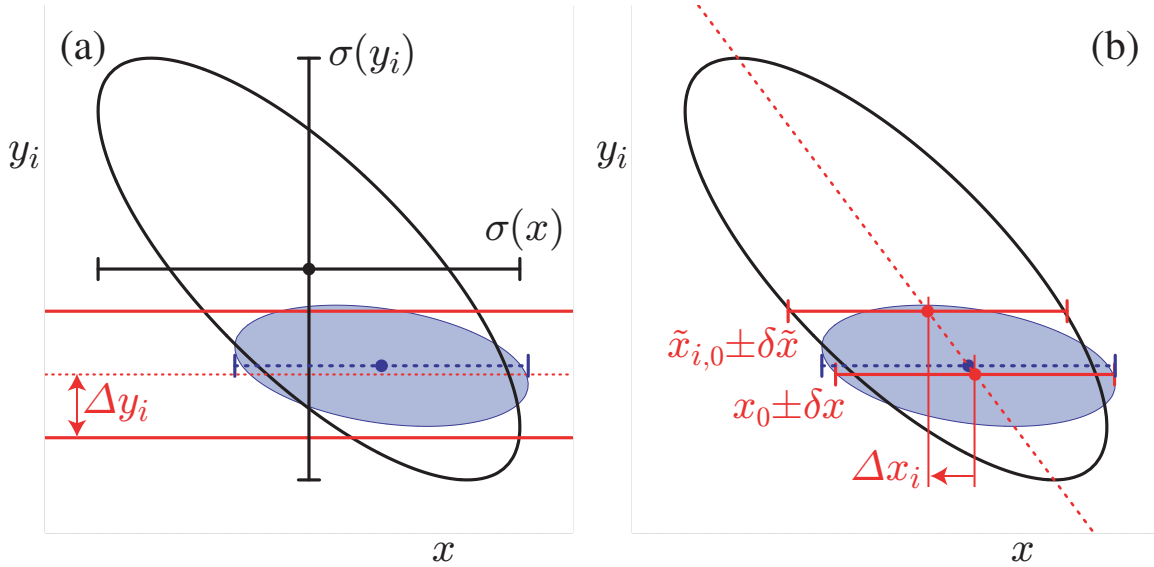 (a)
σ(y_i)
y_i
σ(x)
Δy_i
x
(b)
y_i
x̃_{i,0}±δx̃
x_0±δx
Δx_i
x